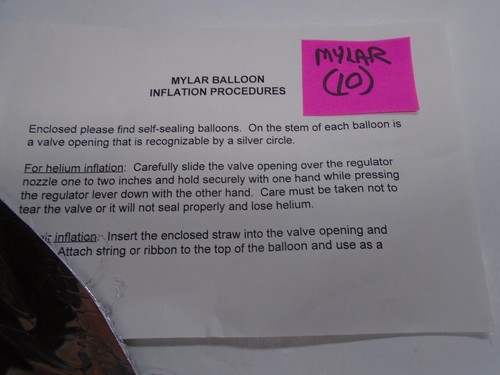 MYLAR
(10)
MYLAR BALLOON
INFLATION PROCEDURES
Enclosed please find self-sealing balloons. On the stem of each balloon is
a valve opening that is recognizable by a silver circle.
For helium inflation: Carefully slide the valve opening over the regulator
nozzle one to two inches and hold securely with one hand while pressing
the regulator lever down with the other hand. Care must be taken not to
tear the valve or it will not seal properly and lose helium.
inflation: Insert the enclosed straw into the valve opening and
Attach string or ribbon to the top of the balloon and use as a